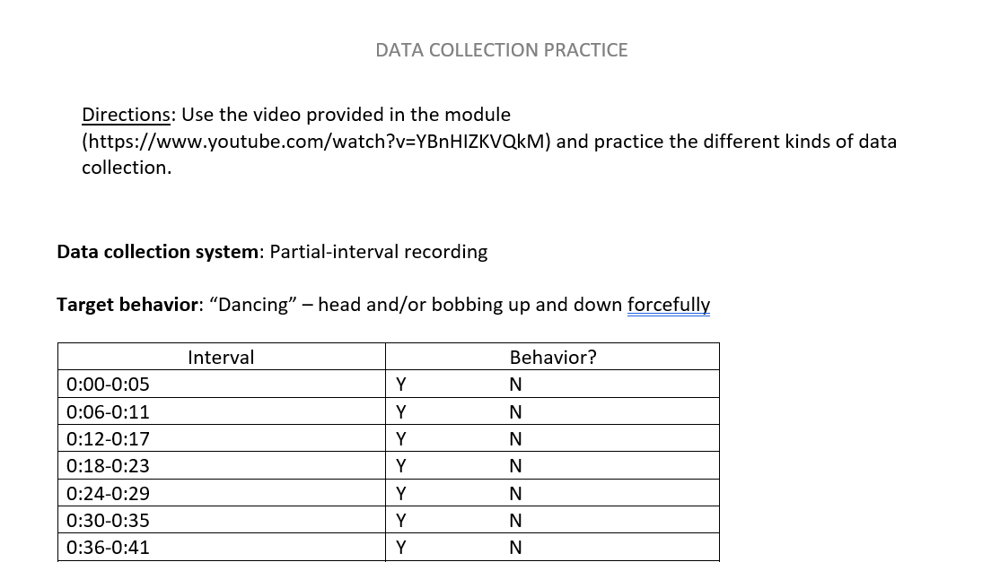 DATA COLLECTION PRACTICE
Directions: Use the video provided in the module
(https://www.youtube.com/watch?v=YBnHIZKVQkM) and practice the different kinds of data
collection.
Data collection system: Partial-interval recording
Target behavior: “Dancing” – head and/or bobbing up and down forcefully
Interval Behavior?
0:00-0:05 Y N
0:06-0:11 Y N
0:12-0:17 Y N
0:18-0:23 Y N
0:24-0:29 Y N
0:30-0:35 Y N
0:36-0:41 Y N